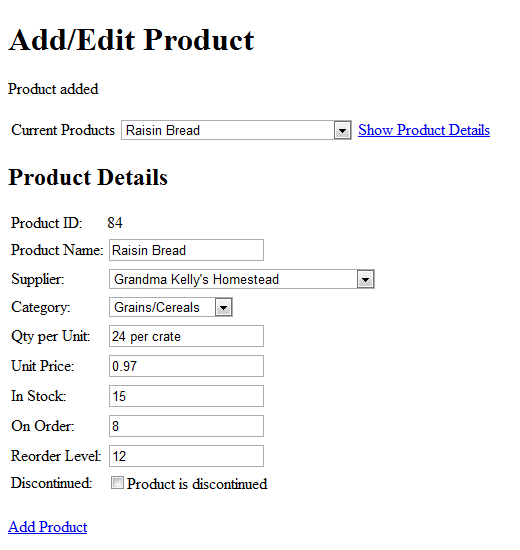 Add/Edit Product
Product added
Current Products Raisin Bread Show Product Details
Product Details
Product ID: 84
Product Name: Raisin Bread
Supplier: Grandma Kelly's Homestead
Category: Grains/Cereals
Qty per Unit: 24 per crate
Unit Price: 0.97
In Stock: 15
On Order: 8
Reorder Level: 12
Discontinued: Product is discontinued
Add Product